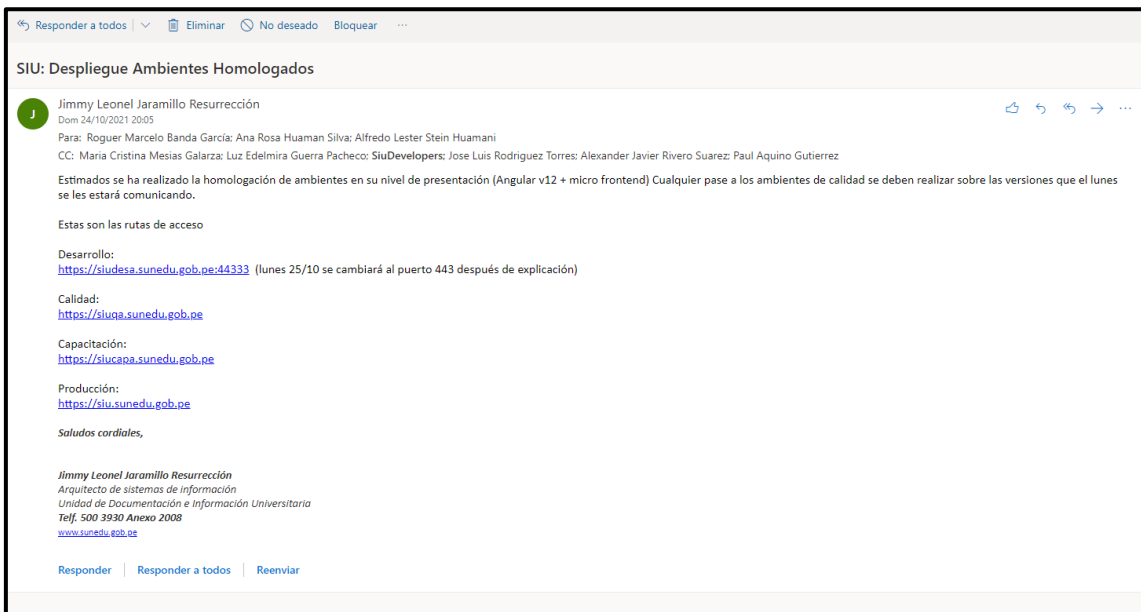 Responder a todos Eliminar No deseado Bloquear ...
SIU: Despliegue Ambientes Homologados
J
Jimmy Leonel Jaramillo Resurrección
Dom 24/10/2021 20:05
Para: Roguer Marcelo Banda García; Ana Rosa Huaman Silva; Alfredo Lester Stein Huamani
CC: Maria Cristina Mesias Galarza; Luz Edelmira Guerra Pacheco; SiuDevelopers; Jose Luis Rodriguez Torres; Alexander Javier Rivero Suarez; Paul Aquino Gutierrez
Estimados se ha realizado la homologación de ambientes en su nivel de presentación (Angular v12 + micro frontend) Cualquier pase a los ambientes de calidad se deben realizar sobre las versiones que el lunes
se les estará comunicando.
Estas son las rutas de acceso
Desarrollo:
https://siudesa.sunedu.gob.pe:44333 (lunes 25/10 se cambiará al puerto 443 después de explicación)
Calidad:
https://siuqa.sunedu.gob.pe
Capacitación:
https://siucapa.sunedu.gob.pe
Producción:
https://siu.sunedu.gob.pe
Saludos cordiales,
Jimmy Leonel Jaramillo Resurrección
Arquitecto de sistemas de información
Unidad de Documentación e Información Universitaria
Telf. 500 3930 Anexo 2008
www.sunedu.gob.pe
Responder Responder a todos Reenviar